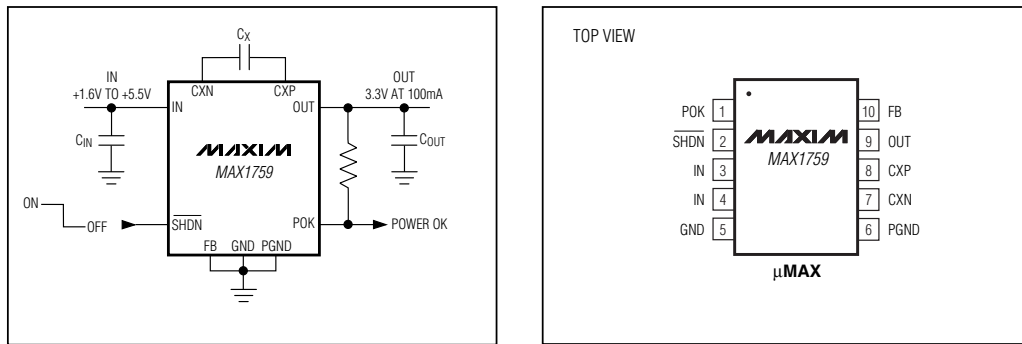 CX
IN
+1.6V TO +5.5V
OUT
3.3V AT 100mA
CXN
CXP
IN
OUT
CIN
COUT
MAXIM
MAX1759
ON
OFF
SHDN
POK
POWER OK
FB
GND
PGND
TOP VIEW
POK 1
SHDN 2
IN 3
IN 4
GND 5
MAXIM
MAX1759
10 FB
9 OUT
8 CXP
7 CXN
6 PGND
µMAX